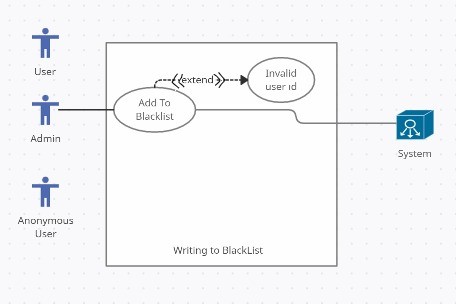 User
<<extend>>
Invalid
user id
Add To
Blacklist
Admin
System
Anonymous
User
Writing to BlackList